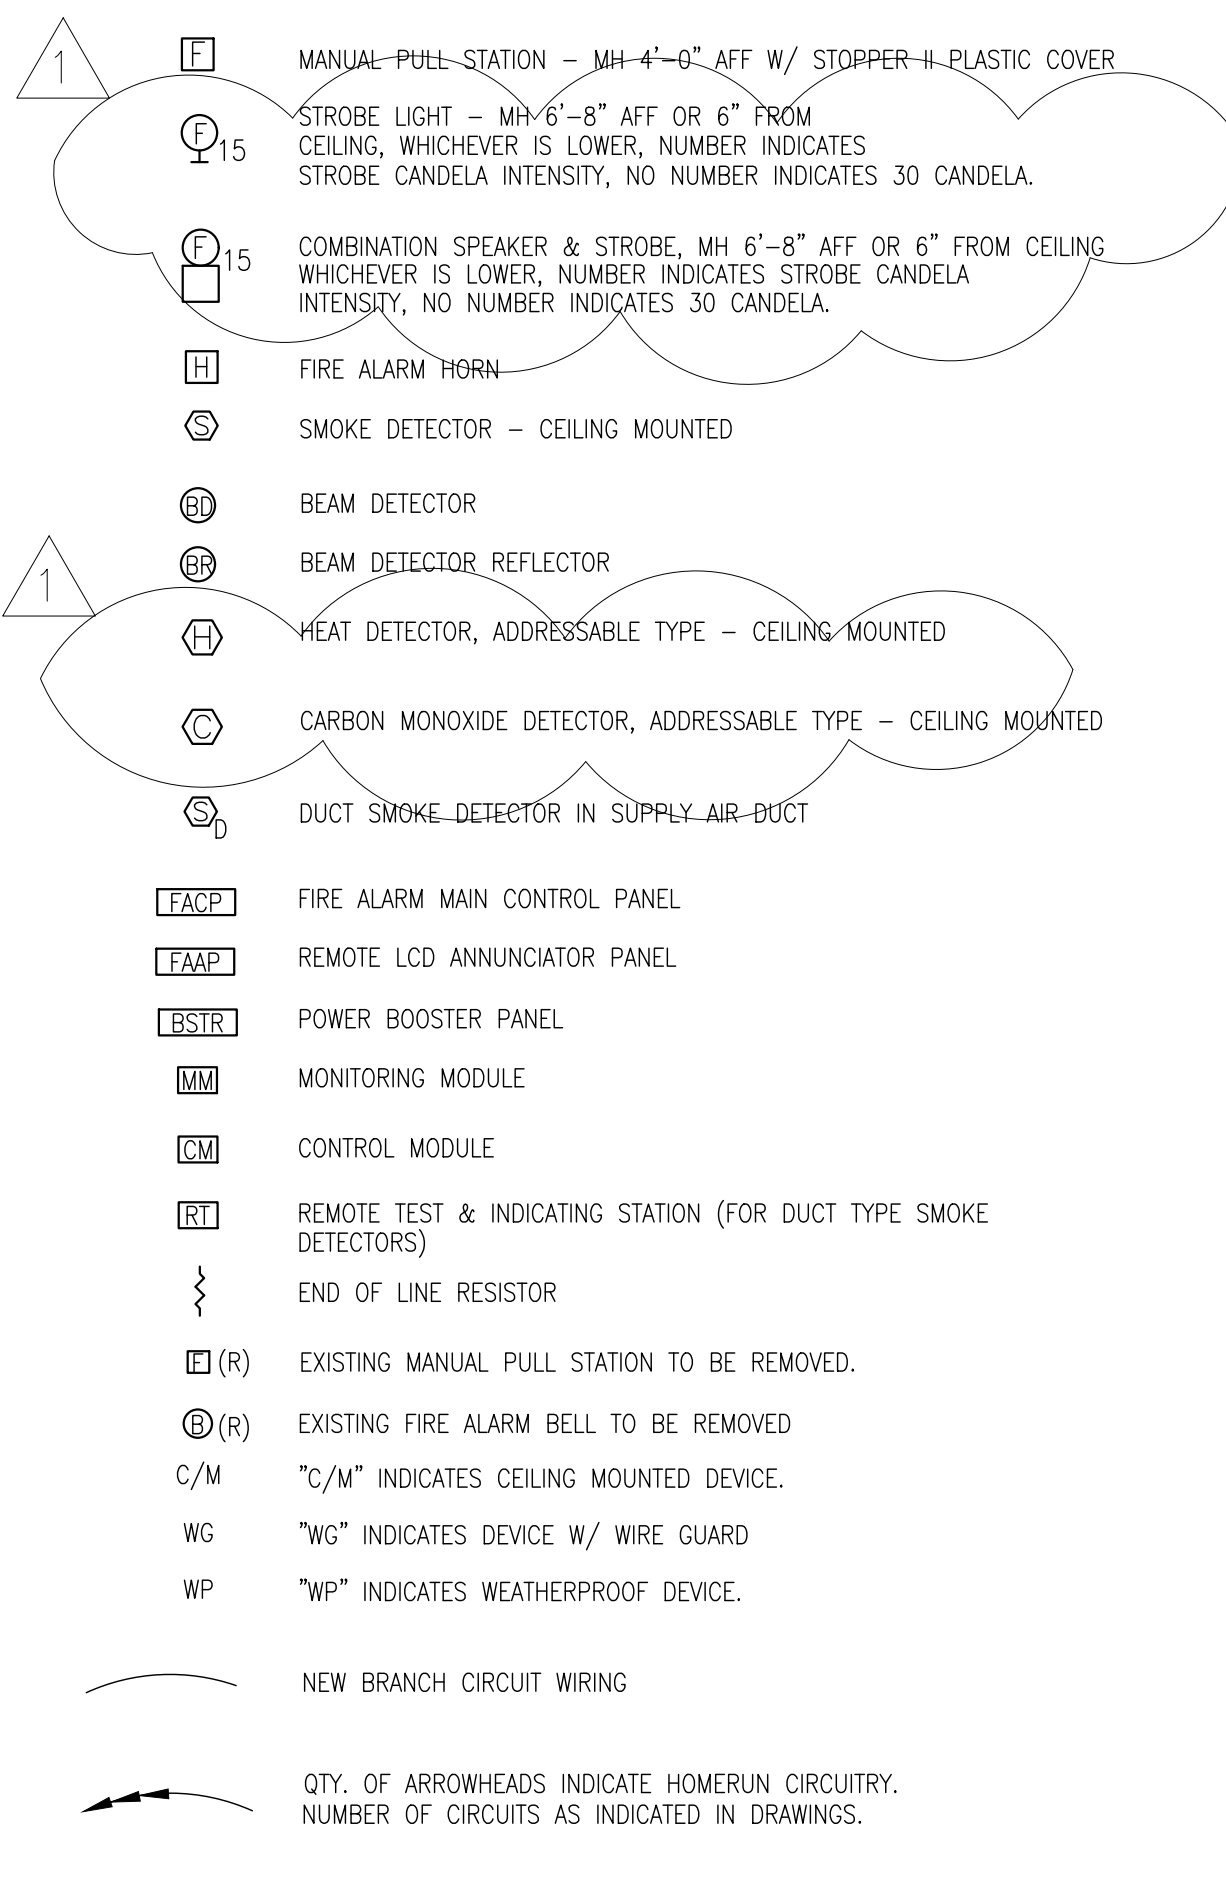 1
F MANUAL PULL STATION – MH 4'–0" AFF W/ STOPPER II PLASTIC COVER
STROBE LIGHT – MH 6'–8" AFF OR 6" FROM
F 15 CEILING, WHICHEVER IS LOWER, NUMBER INDICATES
STROBE CANDELA INTENSITY, NO NUMBER INDICATES 30 CANDELA.
F 15 COMBINATION SPEAKER & STROBE, MH 6'–8" AFF OR 6" FROM CEILING
WHICHEVER IS LOWER, NUMBER INDICATES STROBE CANDELA
INTENSITY, NO NUMBER INDICATES 30 CANDELA.
H FIRE ALARM HORN
S SMOKE DETECTOR – CEILING MOUNTED
BD BEAM DETECTOR
BR BEAM DETECTOR REFLECTOR
1
H HEAT DETECTOR, ADDRESSABLE TYPE – CEILING MOUNTED
C CARBON MONOXIDE DETECTOR, ADDRESSABLE TYPE – CEILING MOUNTED
S D DUCT SMOKE DETECTOR IN SUPPLY AIR DUCT
FACP FIRE ALARM MAIN CONTROL PANEL
FAAP REMOTE LCD ANNUNCIATOR PANEL
BSTR POWER BOOSTER PANEL
MM MONITORING MODULE
CM CONTROL MODULE
RT REMOTE TEST & INDICATING STATION (FOR DUCT TYPE SMOKE
DETECTORS)
END OF LINE RESISTOR
F (R) EXISTING MANUAL PULL STATION TO BE REMOVED.
B (R) EXISTING FIRE ALARM BELL TO BE REMOVED
C/M "C/M" INDICATES CEILING MOUNTED DEVICE.
WG "WG" INDICATES DEVICE W/ WIRE GUARD
WP "WP" INDICATES WEATHERPROOF DEVICE.
NEW BRANCH CIRCUIT WIRING
QTY. OF ARROWHEADS INDICATE HOMERUN CIRCUITRY.
NUMBER OF CIRCUITS AS INDICATED IN DRAWINGS.